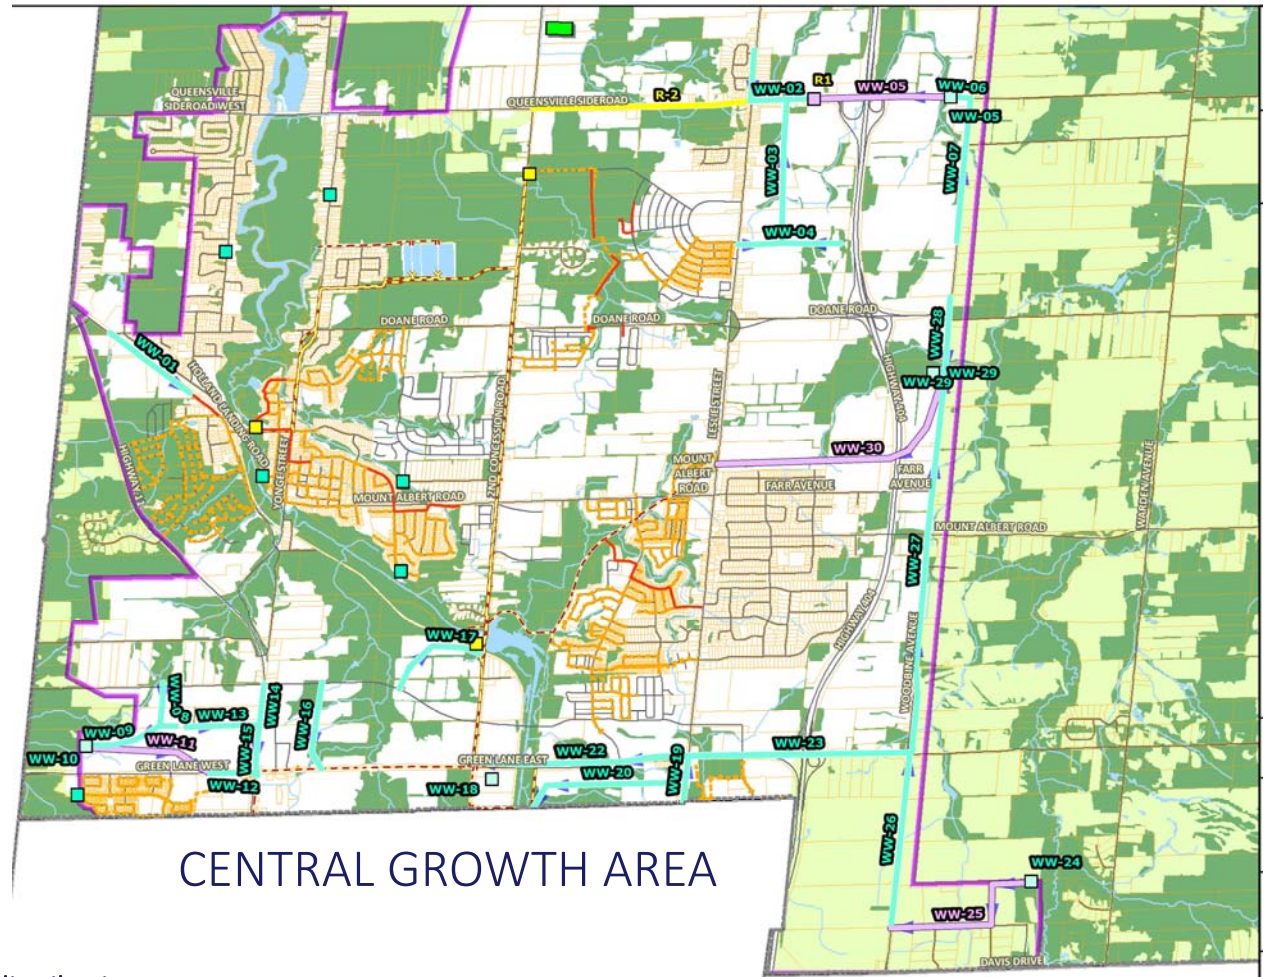 QUEENSVILLE
SIDEROAD WEST
QUEENSVILLE SIDEROAD
R-2
WW-02
R1
WW-05
WW-06
WW-05
WW-03
WW-07
WW-04
DOANE ROAD
DOANE ROAD
DOANE ROAD
WW-28
WW-01
HOLLAND LANDING ROAD
HIGHWAY 404
WW-29
WW-29
2ND CONCESSION ROAD
LESLIE STREET
HIGHWAY 11
YONGE STREET
WW-30
MOUNT
ALBERT
ROAD
FARR AVENUE
FARR
AVENUE
WARDEN AVENUE
MOUNT ALBERT ROAD
MOUNT ALBERT ROAD
WW-27
HIGHWAY 404
WW-17
WOODBINE AVENUE
WW-08
WW14
WW-16
WW-13
WW-09
WW-11
WW-15
WW-10
GREEN LANE WEST
WW-12
GREEN LANE EAST
WW-22
WW-23
WW-20
WW-19
WW-18
WW-26
WW-24
CENTRAL GROWTH AREA
WW-25
DAVIS DRIVE